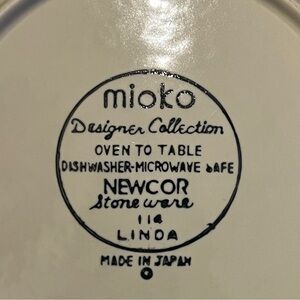 mioko
Designer Collection
OVEN TO TABLE
DISHWASHER-MICROWAVE SAFE
NEWCOR
Stoneware
114
LINDA
MADE IN JAPAN